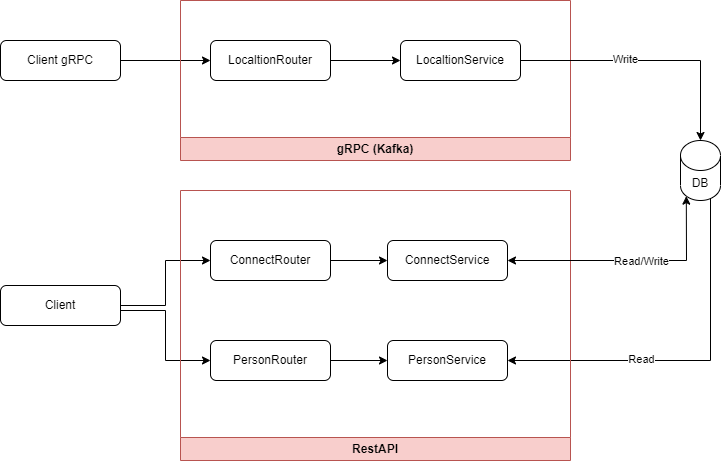 Client gRPC
LocaltionRouter
LocaltionService
Write
gRPC (Kafka)
DB
ConnectRouter
ConnectService
Read/Write
Client
PersonRouter
PersonService
Read
RestAPI